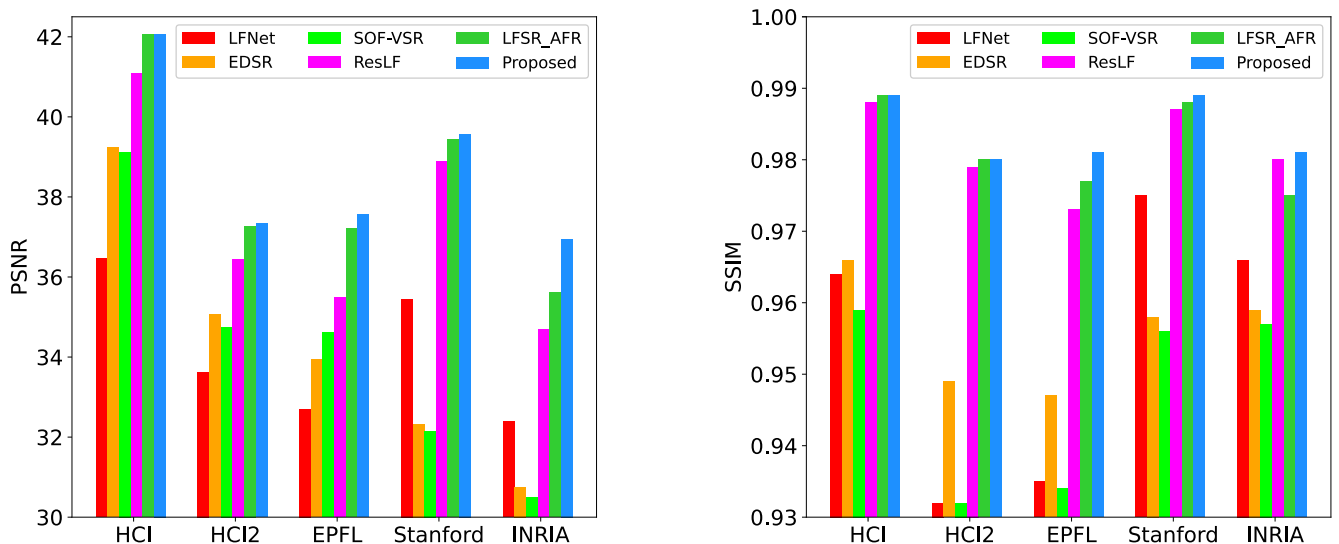 PSNR
42
40
38
36
34
32
30
LFNet SOF-VSR LFSR_AFR
EDSR ResLF Proposed
HCI HCI2 EPFL Stanford INRIA
SSIM
1.00
0.99
0.98
0.97
0.96
0.95
0.94
0.93
LFNet SOF-VSR LFSR_AFR
EDSR ResLF Proposed
HCI HCI2 EPFL Stanford INRIA